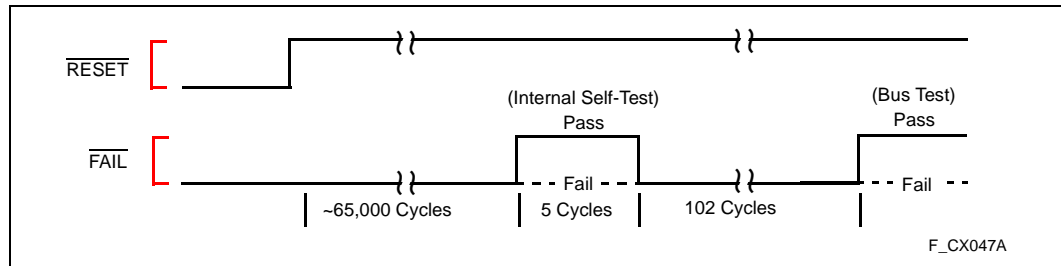 RESET
(Internal Self-Test)
Pass
(Bus Test)
Pass
FAIL
Fail
Fail
~65,000 Cycles
5 Cycles
102 Cycles
F_CX047A